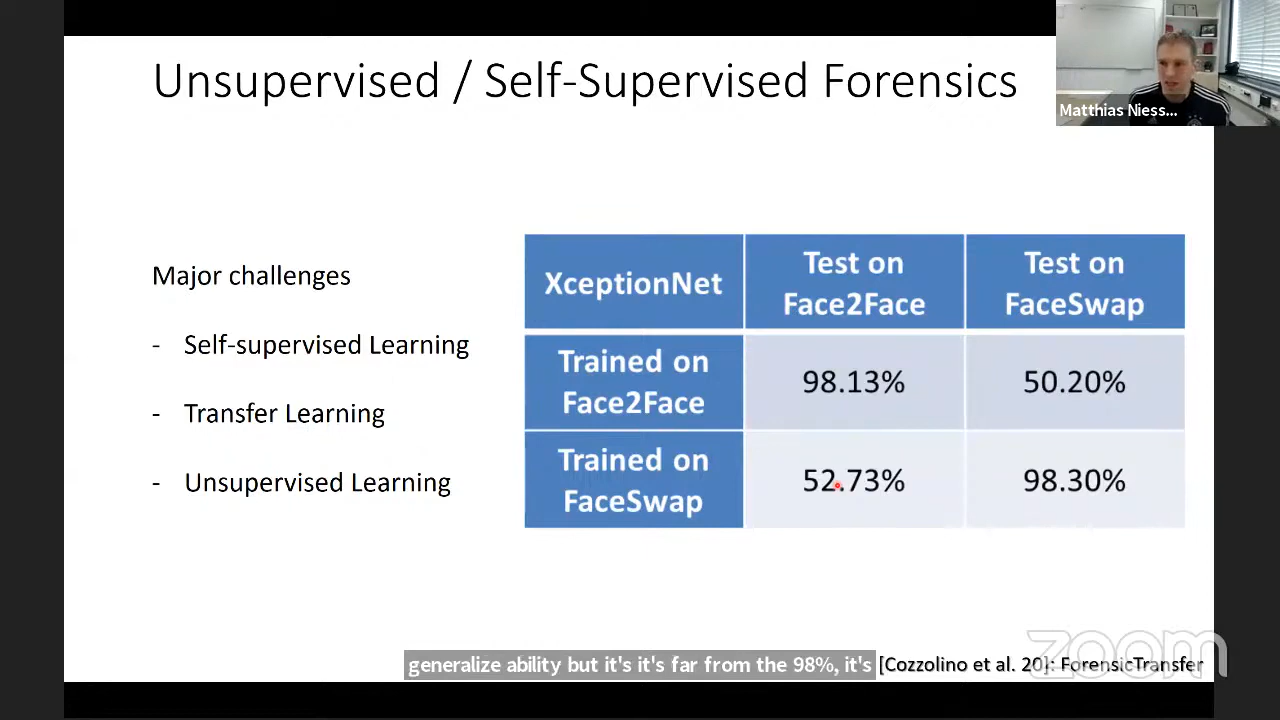 Unsupervised / Self-Supervised Forensics
Matthias Niess...
Major challenges
- Self-supervised Learning
- Transfer Learning
- Unsupervised Learning
XceptionNet
Test on
Face2Face
Test on
FaceSwap
Trained on
Face2Face
98.13%
50.20%
Trained on
FaceSwap
52.73%
98.30%
generalize ability but it's it's far from the 98%, it's
[Cozzolino et al. 20]: ForensicTransfer
zoom